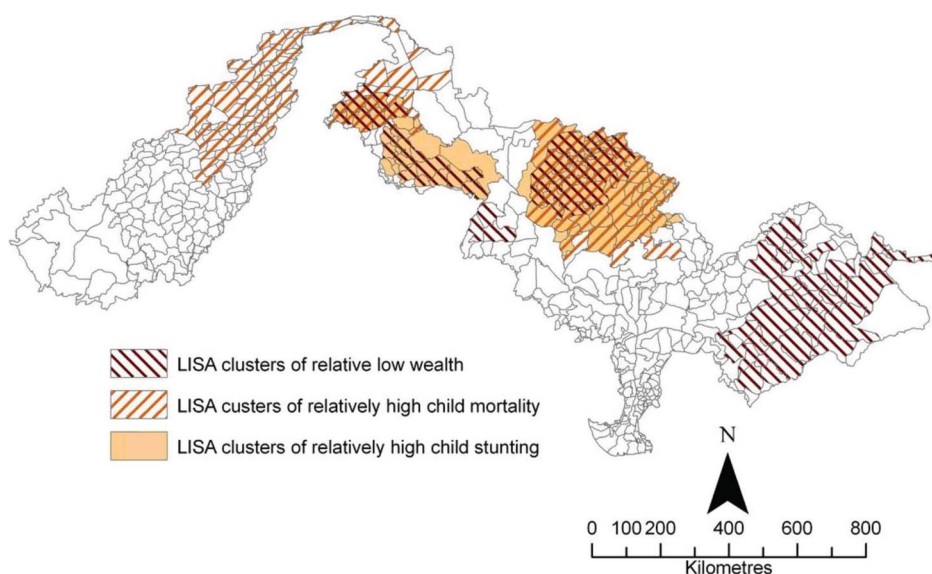 LISA clusters of relative low wealth
LISA custers of relatively high child mortality
LISA clusters of relatively high child stunting
N
0 100 200 400 600 800
Kilometres